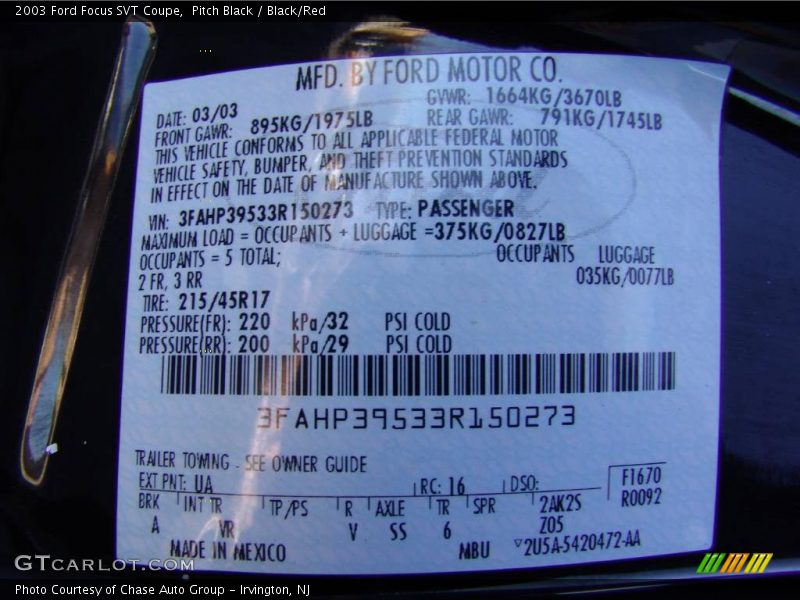 2003 Ford Focus SVT Coupe,  Pitch Black / Black/Red
MFD. BY FORD MOTOR CO.
DATE: 03/03 GVWR: 1664KG/3670LB
FRONT GAWR: 895KG/1975LB REAR GAWR: 791KG/1745LB
THIS VEHICLE CONFORMS TO ALL APPLICABLE FEDERAL MOTOR
VEHICLE SAFETY, BUMPER, AND THEFT PREVENTION STANDARDS
IN EFFECT ON THE DATE OF MANUFACTURE SHOWN ABOVE.
VIN: 3FAHP39533R150273 TYPE: PASSENGER
MAXIMUM LOAD = OCCUPANTS + LUGGAGE =375KG/0827LB
OCCUPANTS = 5 TOTAL; OCCUPANTS LUGGAGE
2 FR, 3 RR 035KG/0077LB
TIRE: 215/45R17
PRESSURE(FR): 220 kPa/32 PSI COLD
PRESSURE(RR): 200 kPa/29 PSI COLD
3FAHP39533R150273
TRAILER TOWING - SEE OWNER GUIDE
EXT PNT: UA RC: 16 DSO: F1670
BRK INT TR TP/PS R AXLE TR SPR 2AK2S R0092
A VR V SS 6 Z05
MADE IN MEXICO MBU 2U5A-5420472-AA
GTCARLOT.COM
Photo Courtesy of Chase Auto Group - Irvington, NJ